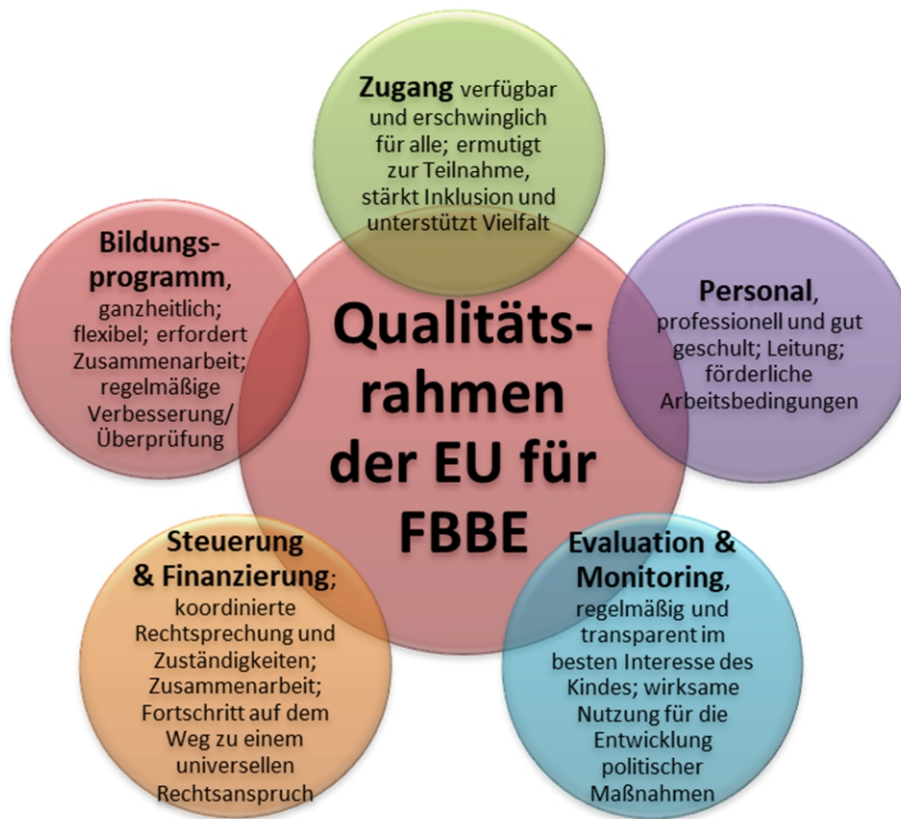 Zugang verfügbar
und erschwinglich
für alle; ermutigt
zur Teilnahme,
stärkt Inklusion und
unterstützt Vielfalt
Bildungs-
programm,
ganzheitlich;
flexibel; erfordert
Zusammenarbeit;
regelmäßige
Verbesserung/
Überprüfung
Qualitäts-
rahmen
der EU für
FBBE
Personal,
professionell und gut
geschult; Leitung;
förderliche
Arbeitsbedingungen
Steuerung
& Finanzierung;
koordinierte
Rechtsprechung und
Zuständigkeiten;
Zusammenarbeit;
Fortschritt auf dem
Weg zu einem
universellen
Rechtsanspruch
Evaluation &
Monitoring,
regelmäßig und
transparent im
besten Interesse des
Kindes; wirksame
Nutzung für die
Entwicklung
politischer
Maßnahmen